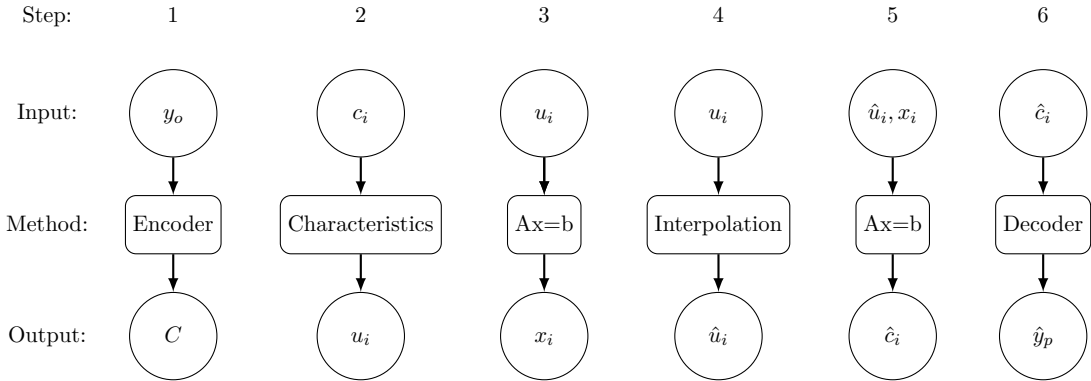 Step: 1 2 3 4 5 6
Input: y_o c_i u_i u_i û_i, x_i ĉ_i
Method: Encoder Characteristics Ax=b Interpolation Ax=b Decoder
Output: C u_i x_i û_i ĉ_i ŷ_p